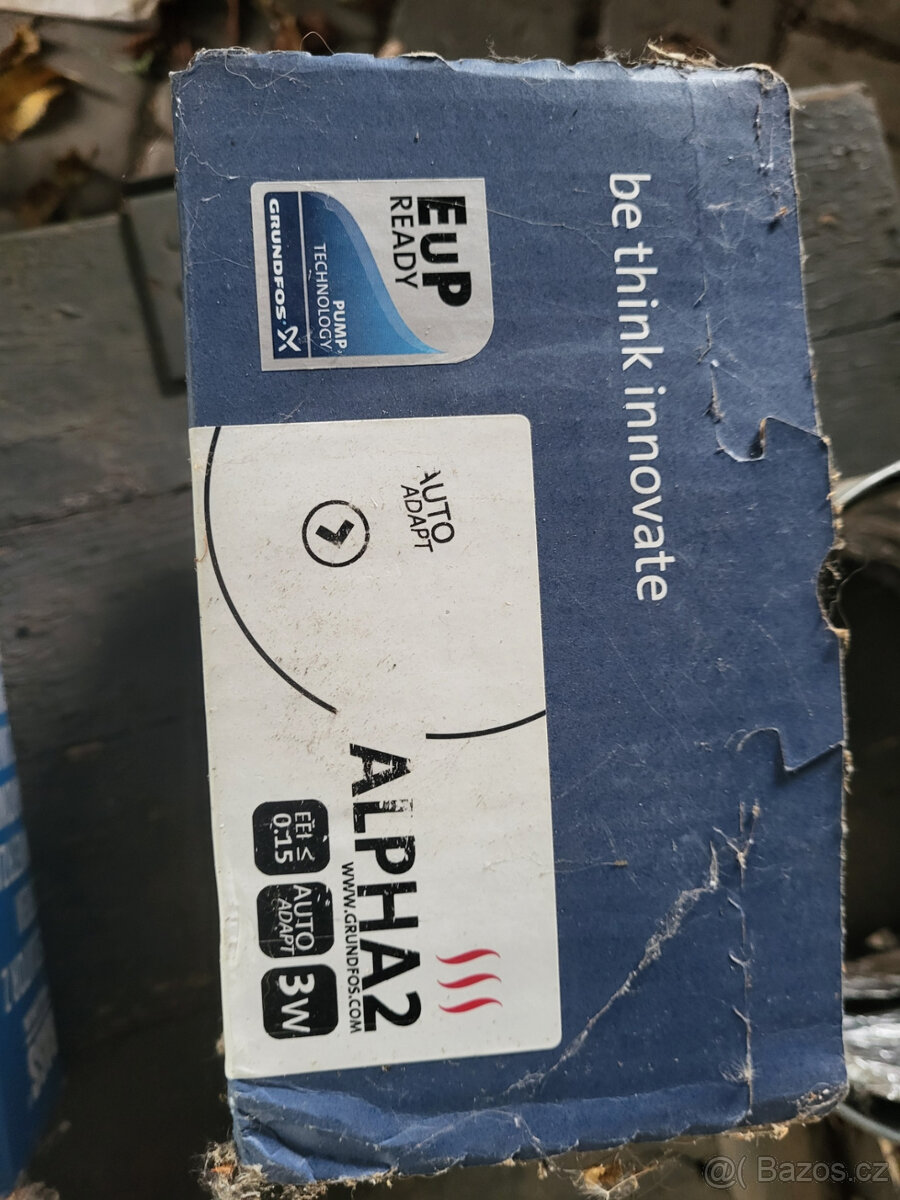 be think innovate
EuP
READY
PUMP
TECHNOLOGY
GRUNDFOS
AUTO
ADAPT
ALPHA2
WWW.GRUNDFOS.COM
EEI ≤
0.15
AUTO
ADAPT
3W
@( Bazos.cz